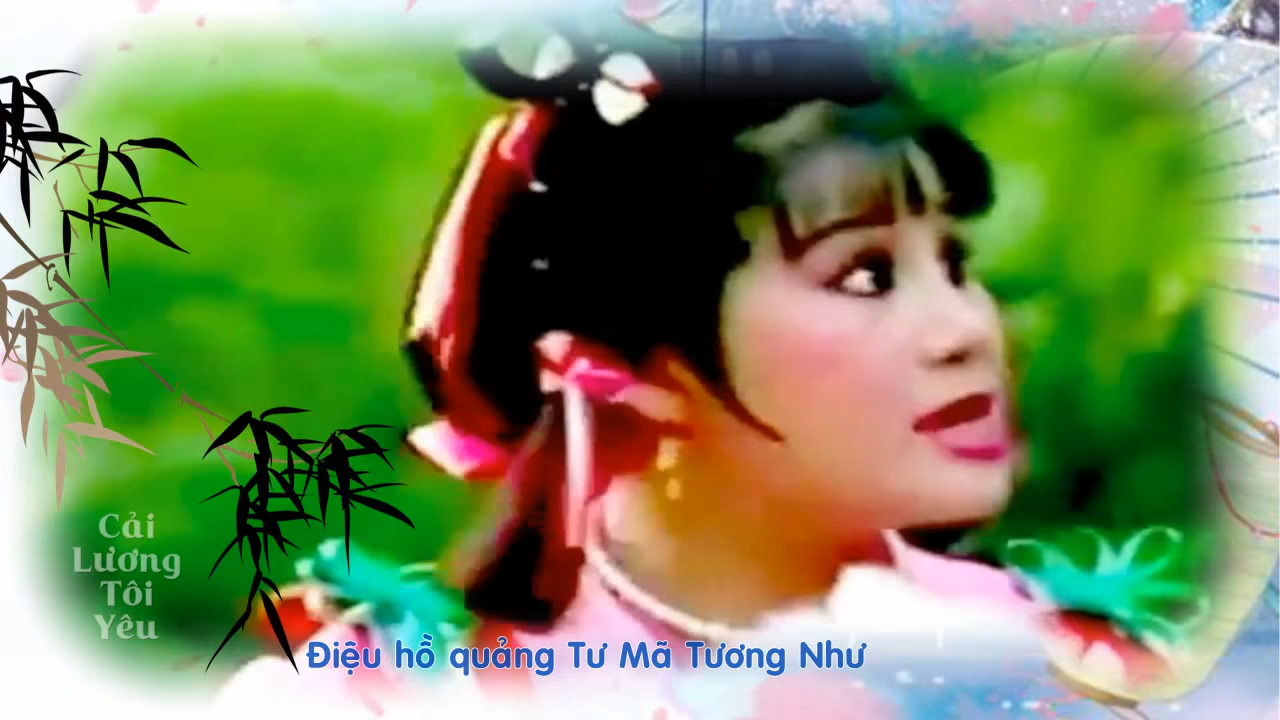 Cải
Lương
Tôi
Yêu
Điệu hồ quảng Tư Mã Tương Như